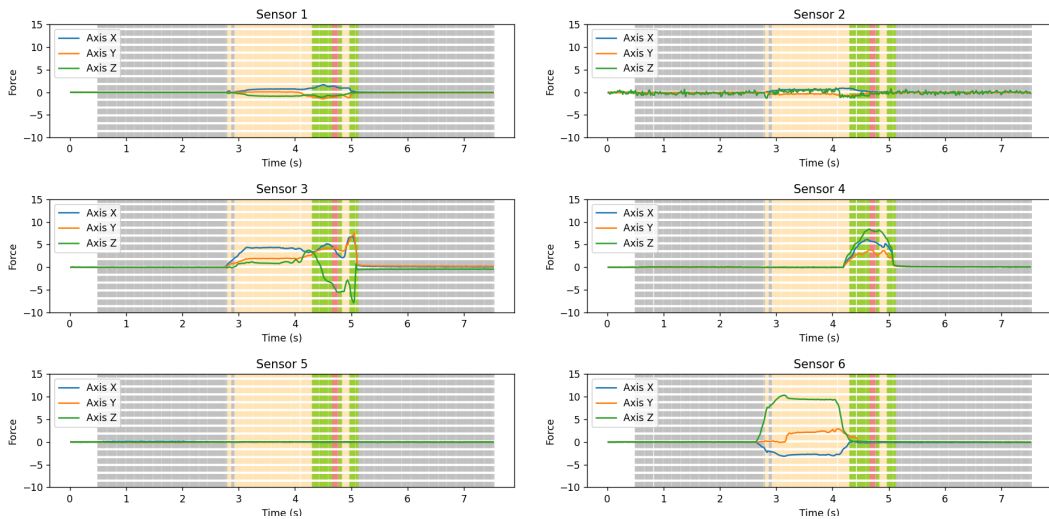 Sensor 1
Axis X
Axis Y
Axis Z
Force
15
10
5
0
−5
−10
0 1 2 3 4 5 6 7
Time (s)
Sensor 2
Axis X
Axis Y
Axis Z
Force
15
10
5
0
−5
−10
0 1 2 3 4 5 6 7
Time (s)
Sensor 3
Axis X
Axis Y
Axis Z
Force
15
10
5
0
−5
−10
0 1 2 3 4 5 6 7
Time (s)
Sensor 4
Axis X
Axis Y
Axis Z
Force
15
10
5
0
−5
−10
0 1 2 3 4 5 6 7
Time (s)
Sensor 5
Axis X
Axis Y
Axis Z
Force
15
10
5
0
−5
−10
0 1 2 3 4 5 6 7
Time (s)
Sensor 6
Axis X
Axis Y
Axis Z
Force
15
10
5
0
−5
−10
0 1 2 3 4 5 6 7
Time (s)